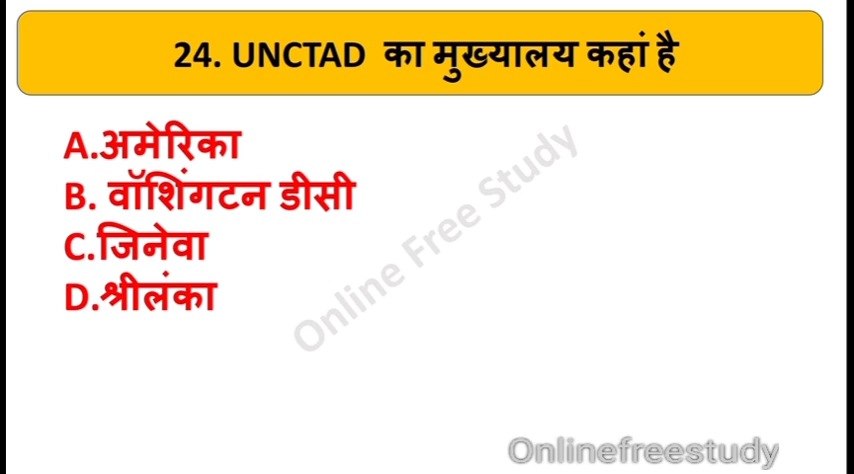 24. UNCTAD का मुख्यालय कहां है
A.अमेरिका
B. वॉशिंगटन डीसी
C.जिनेवा
D.श्रीलंका
Online Free Study
Onlinefreestudy